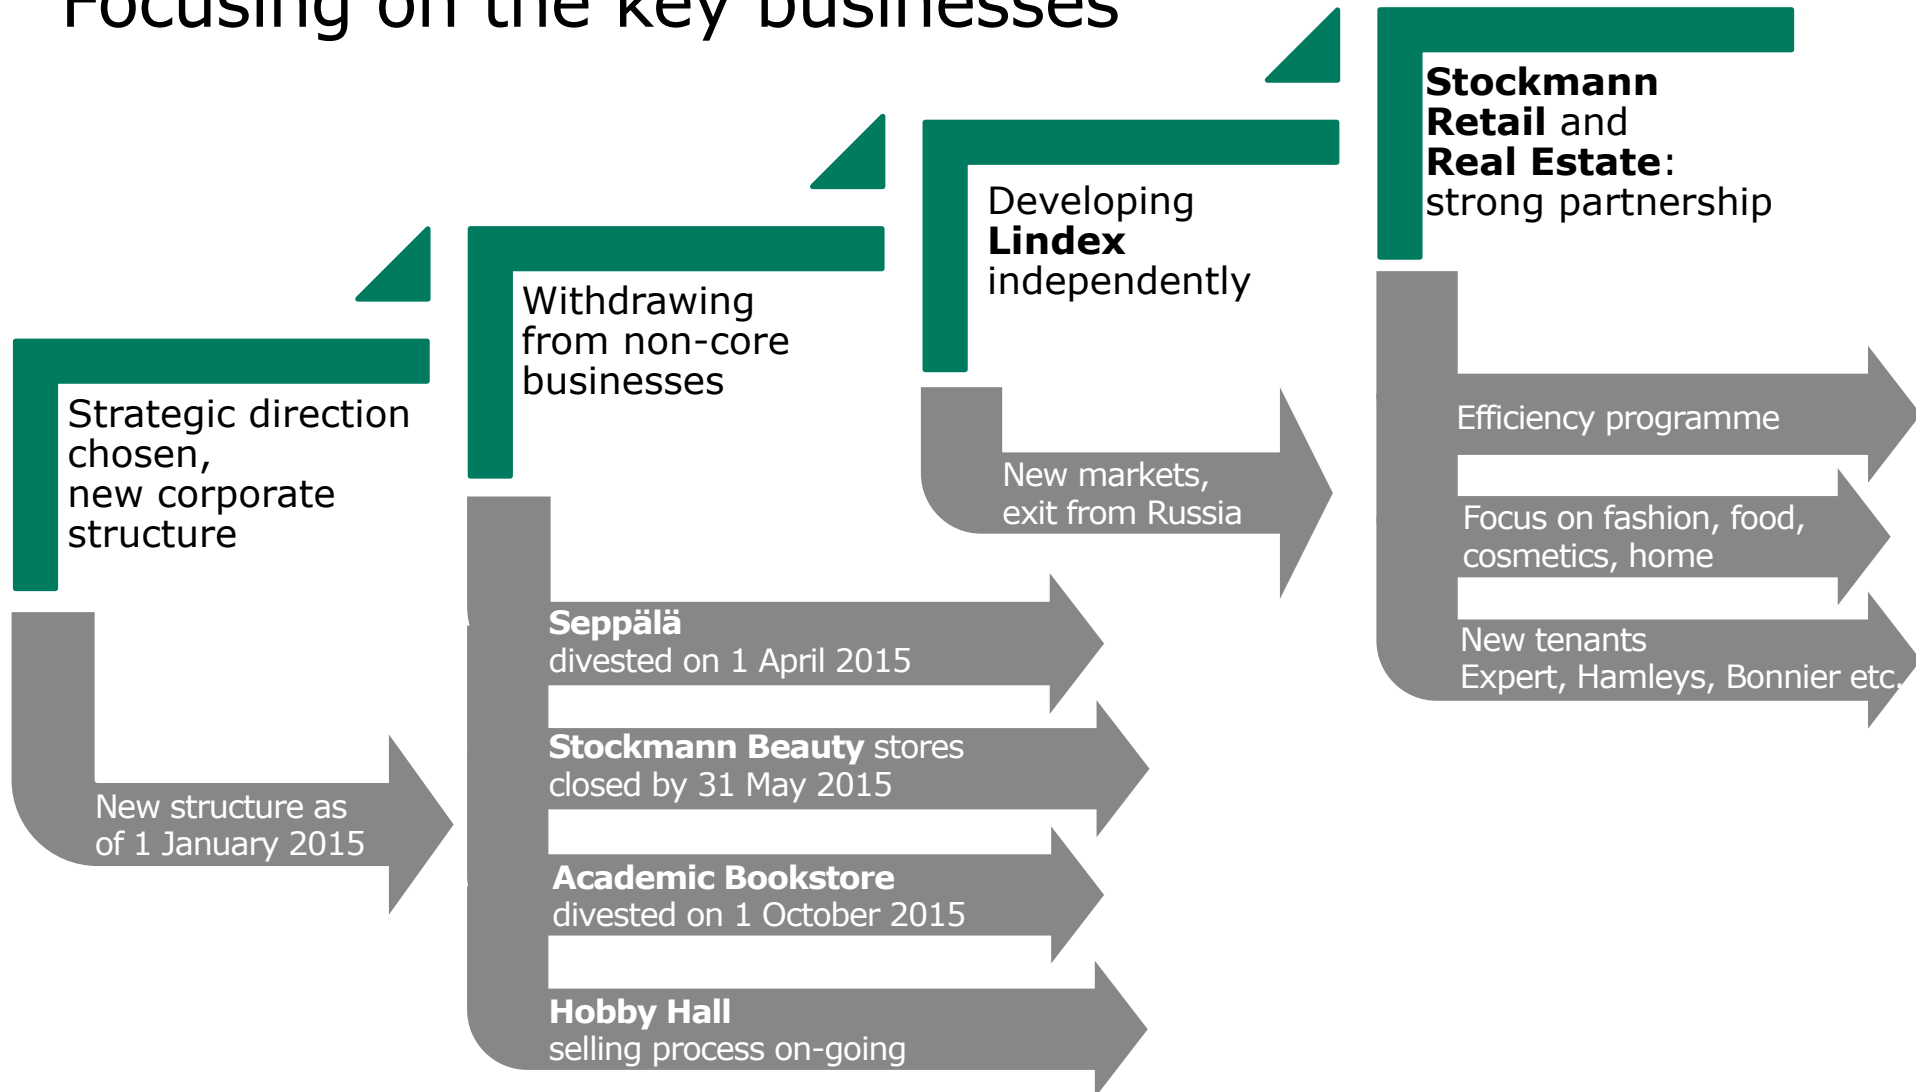 Focusing on the key businesses
Strategic direction
chosen,
new corporate
structure
New structure as
of 1 January 2015
Withdrawing
from non-core
businesses
Seppälä
divested on 1 April 2015
Stockmann Beauty stores
closed by 31 May 2015
Academic Bookstore
divested on 1 October 2015
Hobby Hall
selling process on-going
Developing
Lindex
independently
New markets,
exit from Russia
Stockmann
Retail and
Real Estate:
strong partnership
Efficiency programme
Focus on fashion, food,
cosmetics, home
New tenants
Expert, Hamleys, Bonnier etc.